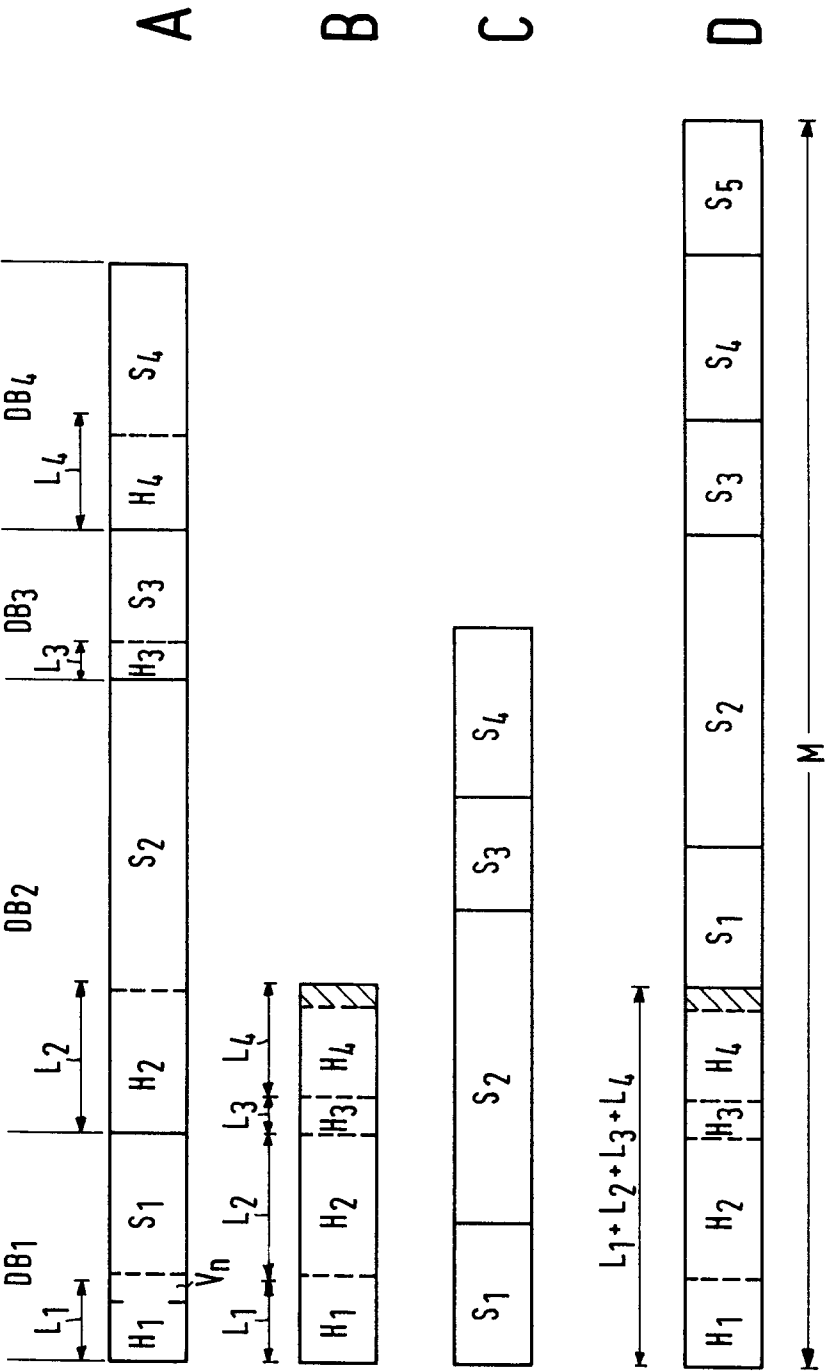 DB1 DB2 DB3 DB4
L1 L2 L3 L4
H1 S1 H2 S2 H3 S3 H4 S4 A
Vn
L1 L2 L3 L4
H1 H2 H3 H4 B
S1 S2 S3 S4 C
L1+L2+L3+L4
H1 H2 H3 H4 S1 S2 S3 S4 S5 D
M